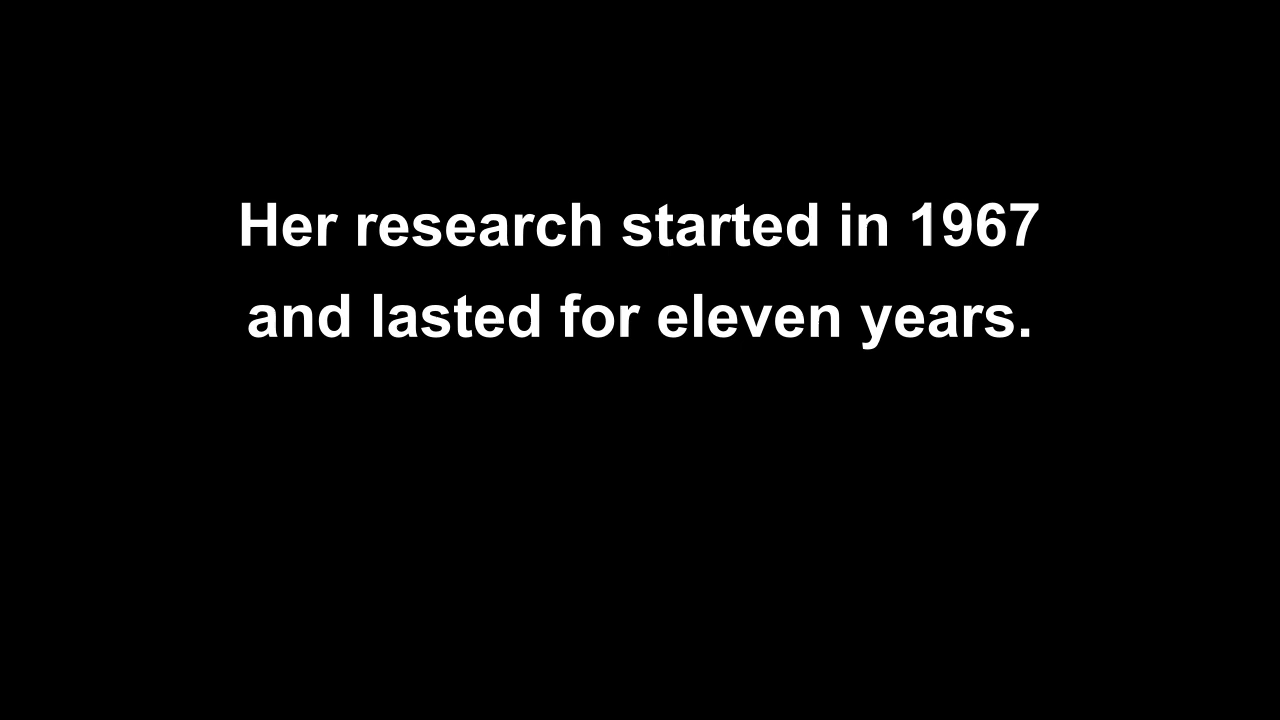 Her research started in 1967
and lasted for eleven years.